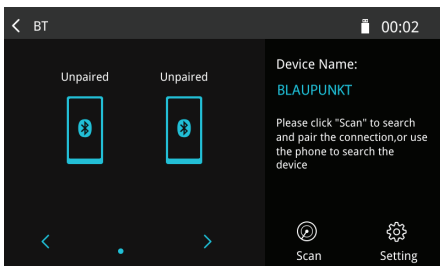 BT
00:02
Unpaired
Unpaired
Device Name:
BLAUPUNKT
Please click "Scan" to search
and pair the connection,or use
the phone to search the
device
Scan
Setting